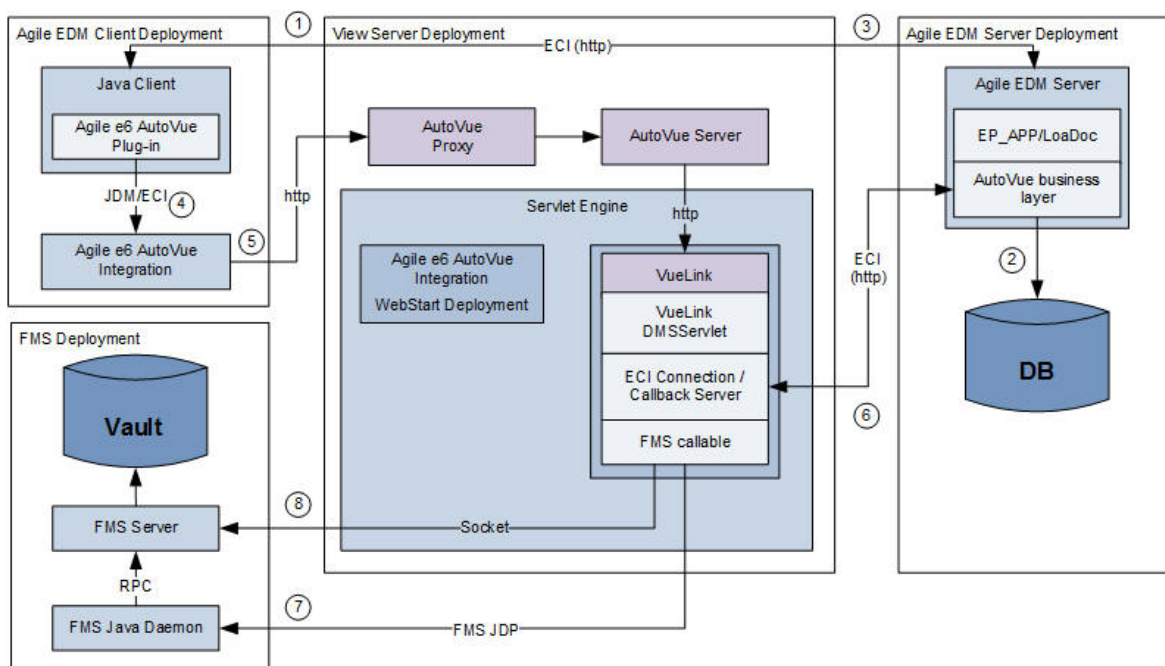 1
3
Agile EDM Client Deployment
View Server Deployment
Agile EDM Server Deployment
ECI (http)
Java Client
Agile e6 AutoVue
Plug-in
JDM/ECI
4
Agile e6 AutoVue
Integration
5
http
AutoVue
Proxy
AutoVue Server
http
Servlet Engine
Agile e6 AutoVue
Integration
WebStart Deployment
VueLink
VueLink
DMSServlet
ECI Connection /
Callback Server
FMS callable
ECI
(http)
6
Agile EDM Server
EP_APP/LoaDoc
AutoVue business
layer
2
DB
FMS Deployment
Vault
FMS Server
8
Socket
RPC
FMS Java Daemon
7
FMS JDP